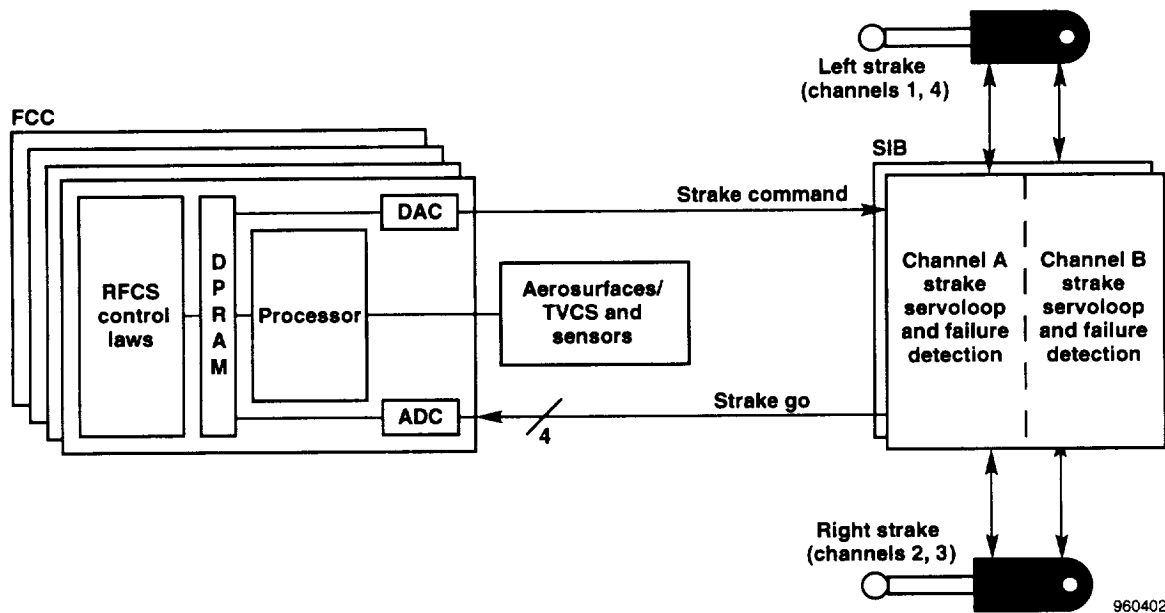 Left strake
(channels 1, 4)
FCC
SIB
RFCS
control
laws
D
P
R
A
M
Processor
DAC
ADC
Strake command
Aerosurfaces/
TVCS and
sensors
Strake go
4
Channel A
strake
servoloop
and failure
detection
Channel B
strake
servoloop
and failure
detection
Right strake
(channels 2, 3)
960402